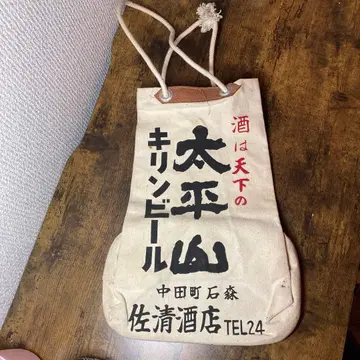 酒は天下の
太平山
キリンビール
中田町石森
佐清酒店 TEL24